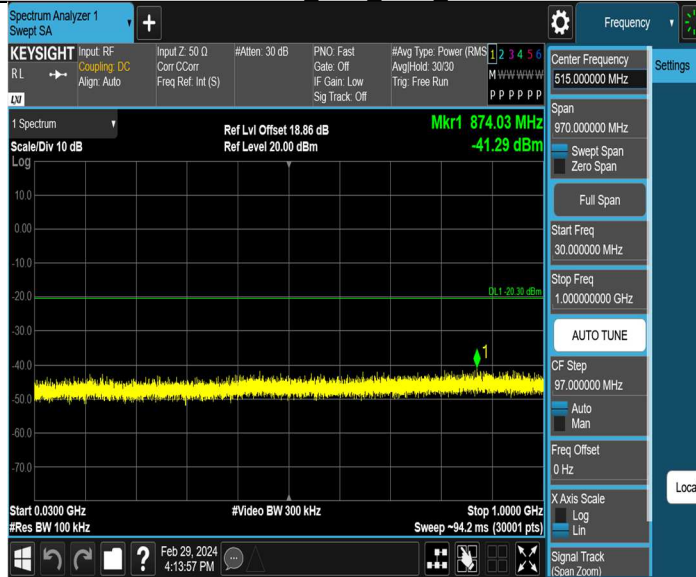 Spectrum Analyzer 1
Swept SA
+
Frequency
KEYSIGHT
RL
LXI
Input: RF
Coupling: DC
Align: Auto
Input Z: 50 Ω
Corr CCorr
Freq Ref: Int (S)
#Atten: 30 dB
PNO: Fast
Gate: Off
IF Gain: Low
Sig Track: Off
#Avg Type: Power (RMS
Avg|Hold: 30/30
Trig: Free Run
1 2 3 4 5 6
M W W W W W
P P P P P P
1 Spectrum
Scale/Div 10 dB
Ref Lvl Offset 18.86 dB
Ref Level 20.00 dBm
Mkr1 874.03 MHz
-41.29 dBm
Log
10.0
0.00
-10.0
-20.0
-30.0
-40.0
-50.0
-60.0
-70.0
DL1 -20.30 dBm
1
Start 0.0300 GHz
#Res BW 100 kHz
#Video BW 300 kHz
Stop 1.0000 GHz
Sweep ~94.2 ms (30001 pts)
Center Frequency
515.000000 MHz
Span
970.000000 MHz
Swept Span
Zero Span
Full Span
Start Freq
30.000000 MHz
Stop Freq
1.000000000 GHz
AUTO TUNE
CF Step
97.000000 MHz
Auto
Man
Freq Offset
0 Hz
X Axis Scale
Log
Lin
Signal Track
(Span Zoom)
Settings
Loca
?
Feb 29, 2024
4:13:57 PM